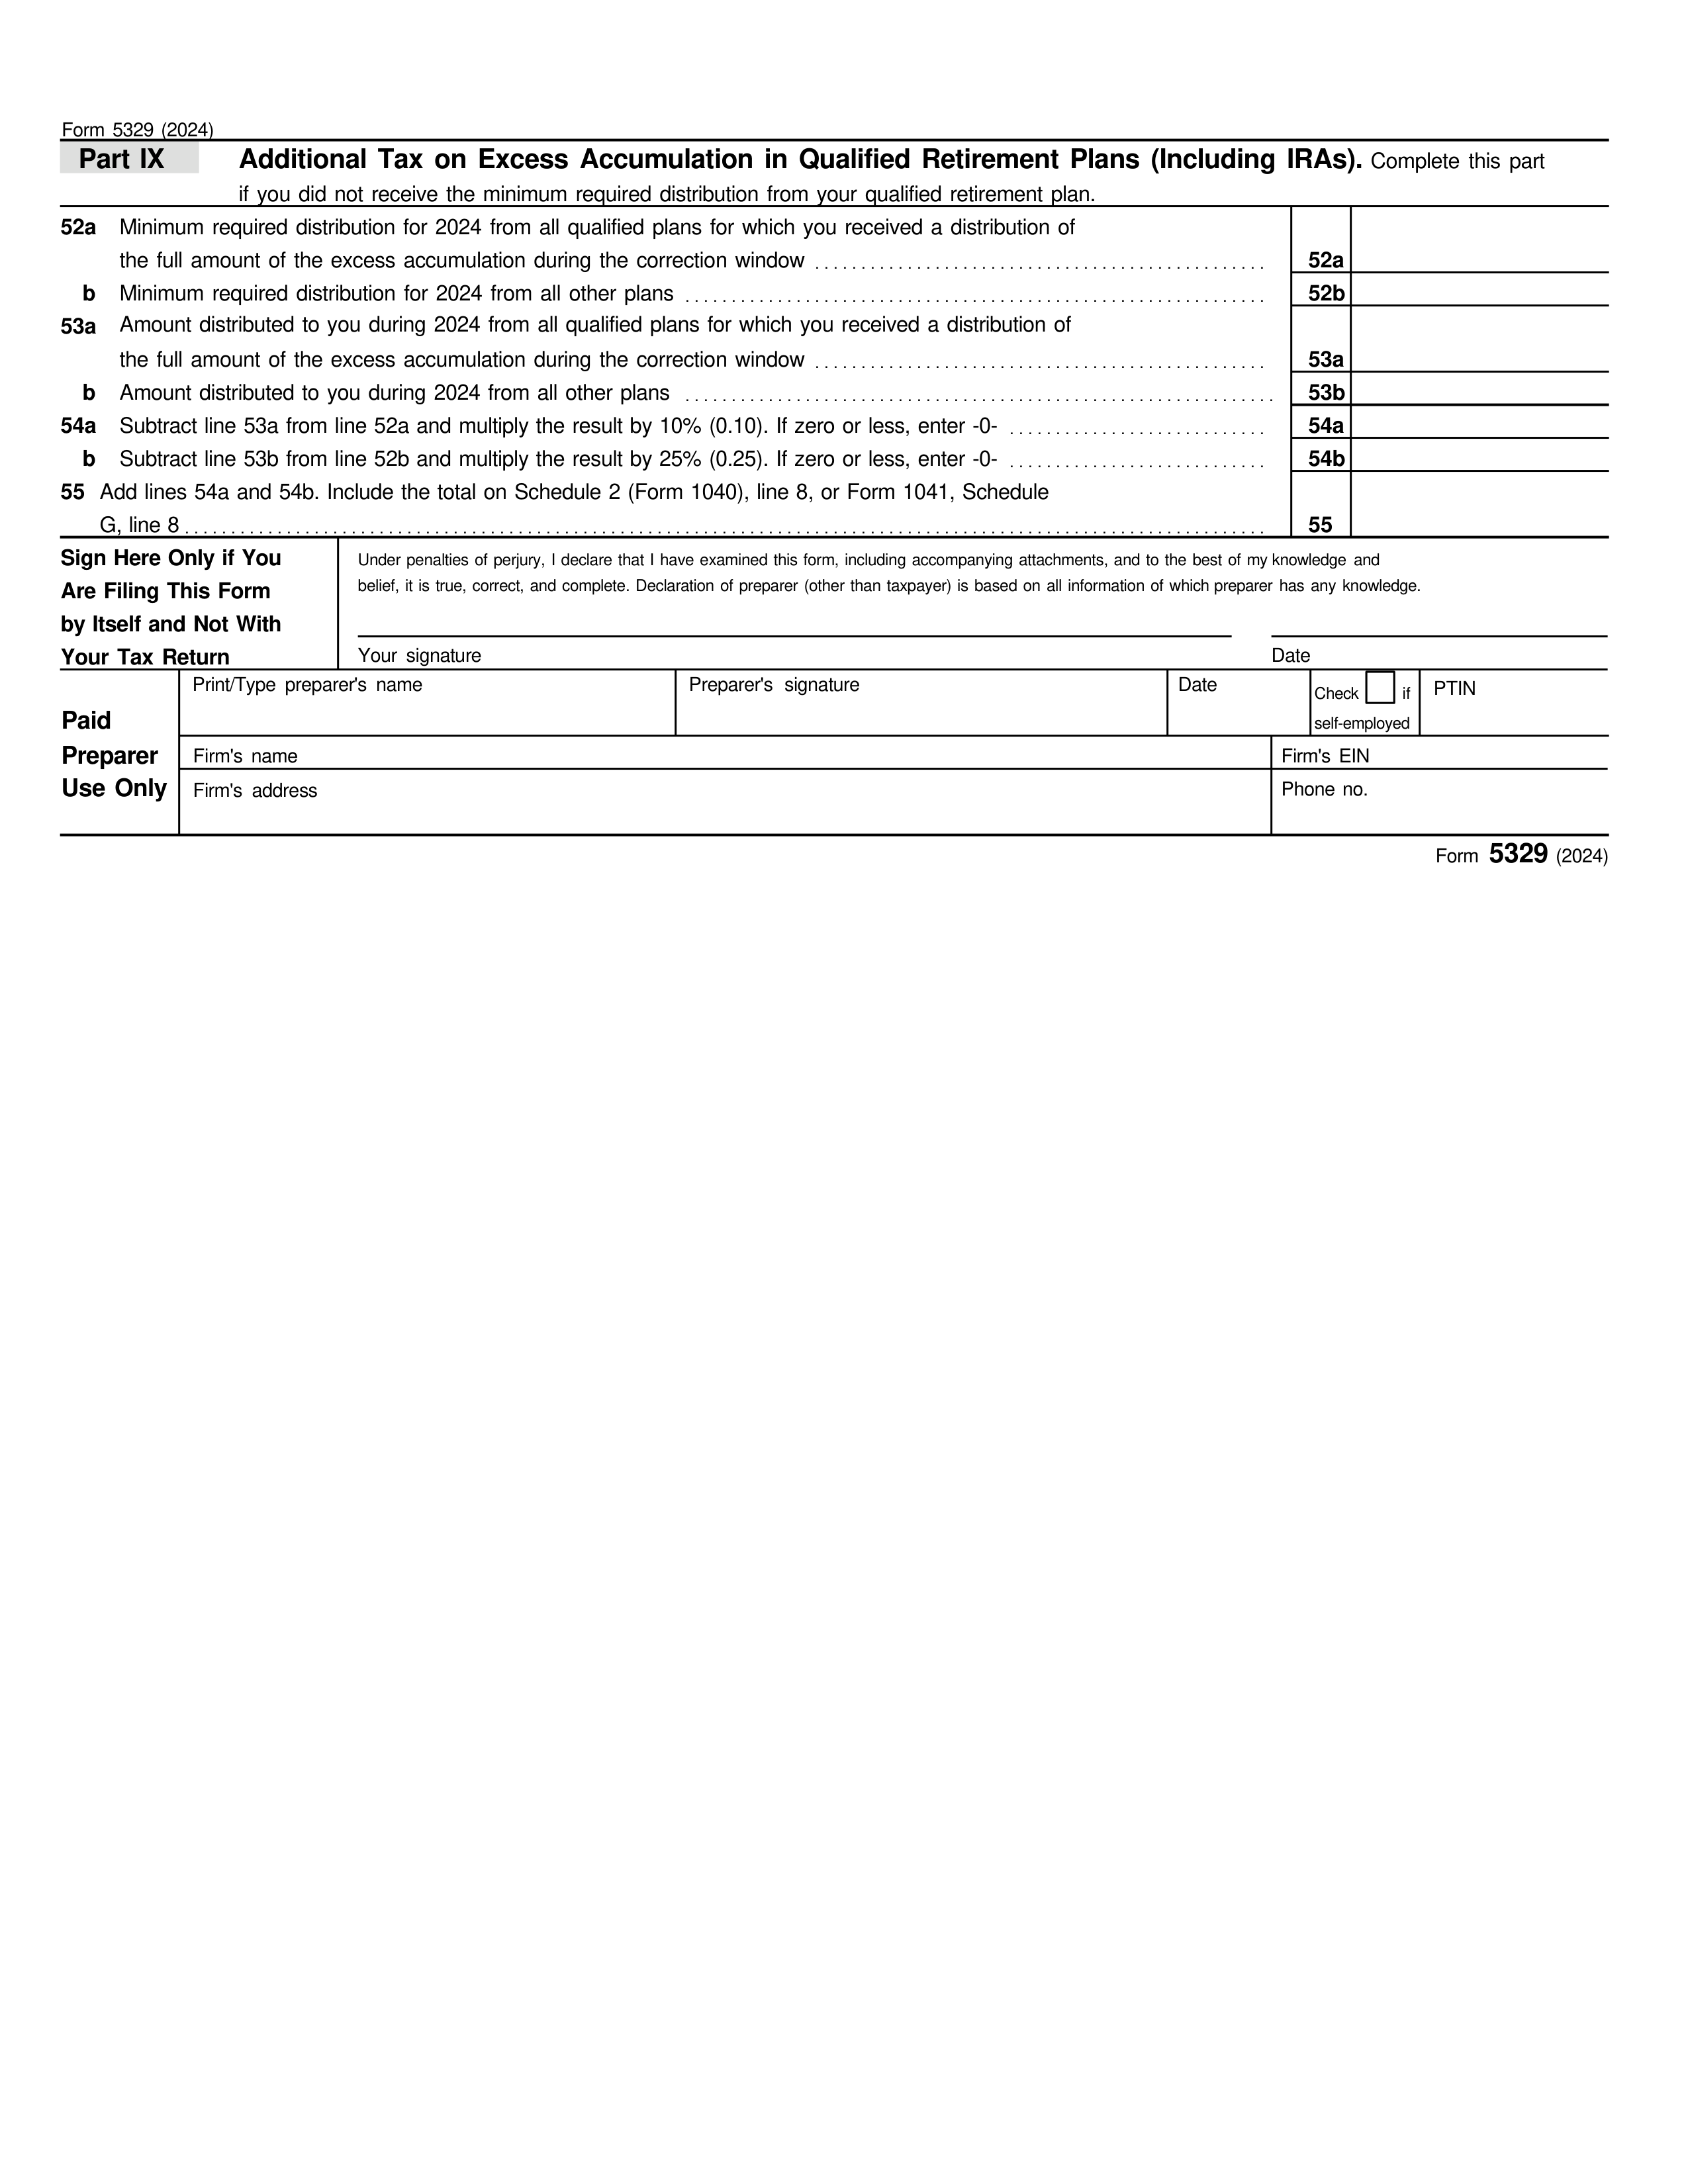 Form 5329 (2024)
Part IX Additional Tax on Excess Accumulation in Qualified Retirement Plans (Including IRAs). Complete this part
if you did not receive the minimum required distribution from your qualified retirement plan.
52a Minimum required distribution for 2024 from all qualified plans for which you received a distribution of
the full amount of the excess accumulation during the correction window 52a
b Minimum required distribution for 2024 from all other plans 52b
53a Amount distributed to you during 2024 from all qualified plans for which you received a distribution of
the full amount of the excess accumulation during the correction window 53a
b Amount distributed to you during 2024 from all other plans 53b
54a Subtract line 53a from line 52a and multiply the result by 10% (0.10). If zero or less, enter -0- 54a
b Subtract line 53b from line 52b and multiply the result by 25% (0.25). If zero or less, enter -0- 54b
55 Add lines 54a and 54b. Include the total on Schedule 2 (Form 1040), line 8, or Form 1041, Schedule
G, line 8 55
Sign Here Only if You
Are Filing This Form
by Itself and Not With
Your Tax Return
Under penalties of perjury, I declare that I have examined this form, including accompanying attachments, and to the best of my knowledge and
belief, it is true, correct, and complete. Declaration of preparer (other than taxpayer) is based on all information of which preparer has any knowledge.
Your signature Date
Paid
Preparer
Use Only
Print/Type preparer's name Preparer's signature Date Check if
self-employed
PTIN
Firm's name Firm's EIN
Firm's address Phone no.
Form 5329 (2024)